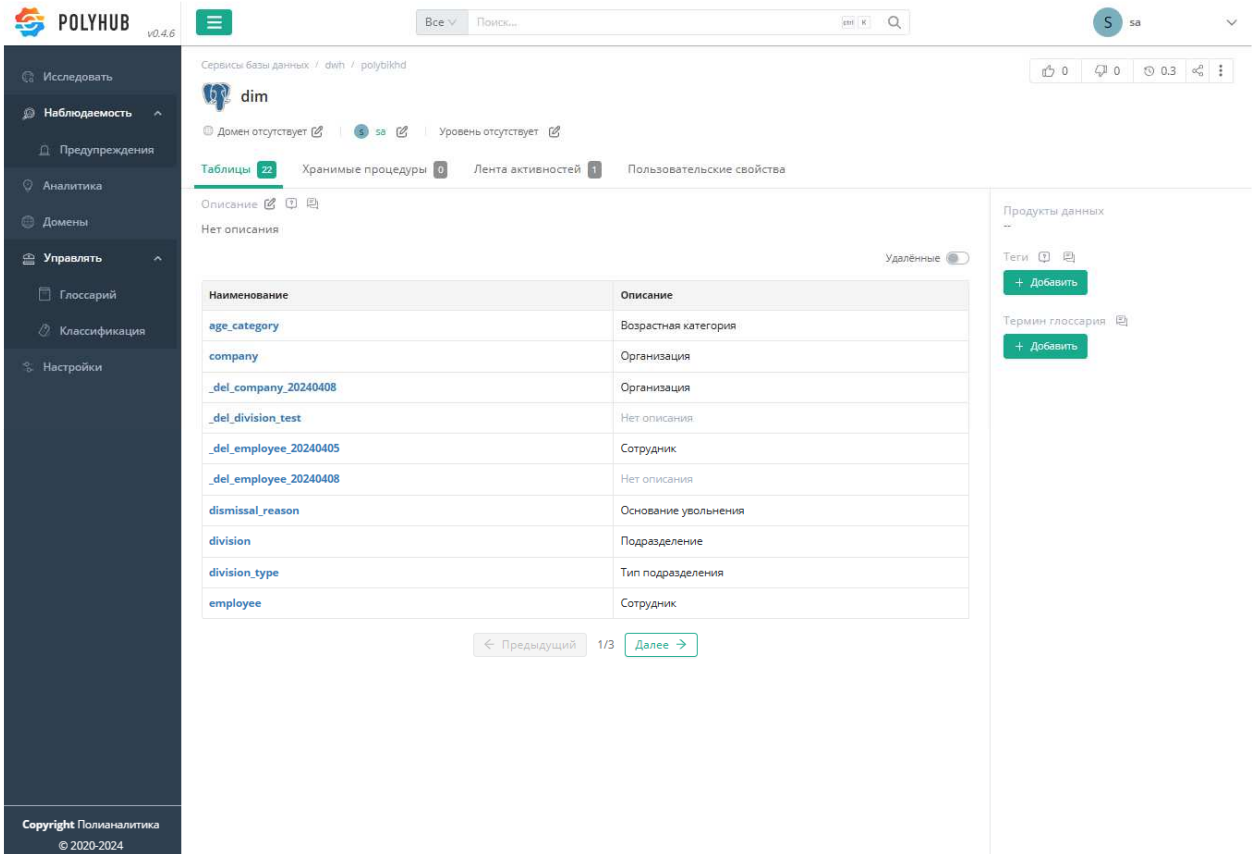 POLYHUB v0.4.6
Все Поиск... ctrl K
S sa
Исследовать
Наблюдаемость
Предупреждения
Аналитика
Домены
Управлять
Глоссарий
Классификация
Настройки
Copyright Полианалитика
© 2020-2024
Сервисы базы данных / dwh / polybikhd
0 0 0.3
dim
Домен отсутствует S sa Уровень отсутствует
Таблицы 22 Хранимые процедуры 0 Лента активностей 1 Пользовательские свойства
Описание
Нет описания
Удалённые
Наименование Описание
age_category Возрастная категория
company Организация
_del_company_20240408 Организация
_del_division_test Нет описания
_del_employee_20240405 Сотрудник
_del_employee_20240408 Нет описания
dismissal_reason Основание увольнения
division Подразделение
division_type Тип подразделения
employee Сотрудник
← Предыдущий 1/3 Далее →
Продукты данных
--
Теги
+ Добавить
Термин глоссария
+ Добавить